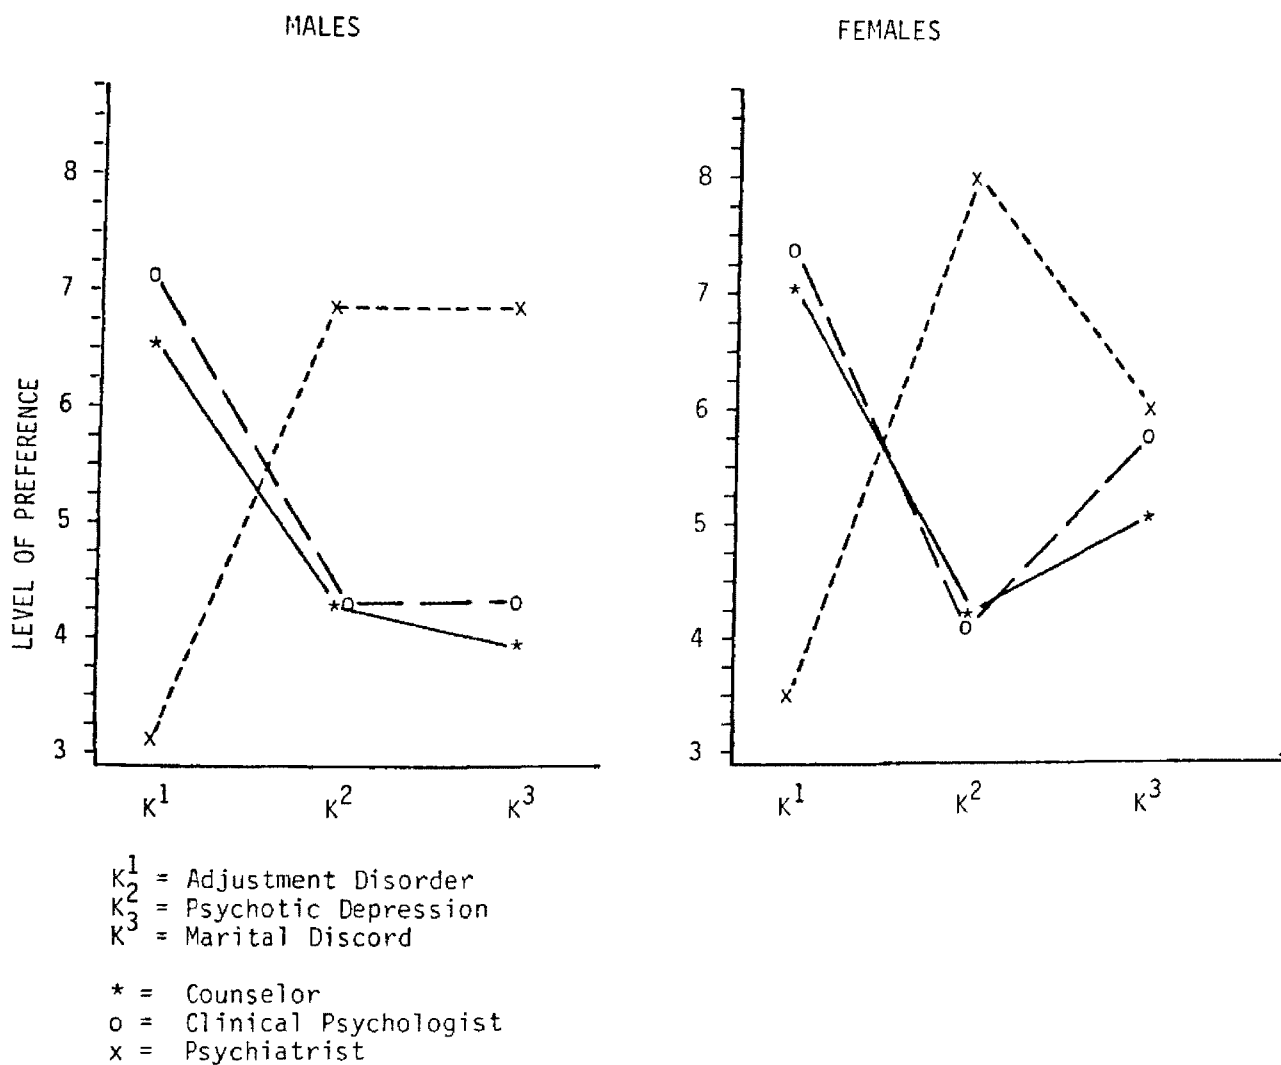 MALES
FEMALES
LEVEL OF PREFERENCE
8
7
6
5
4
3
K¹ K² K³
8
7
6
5
4
3
K¹ K² K³
K¹ = Adjustment Disorder
K² = Psychotic Depression
K³ = Marital Discord
* = Counselor
o = Clinical Psychologist
x = Psychiatrist